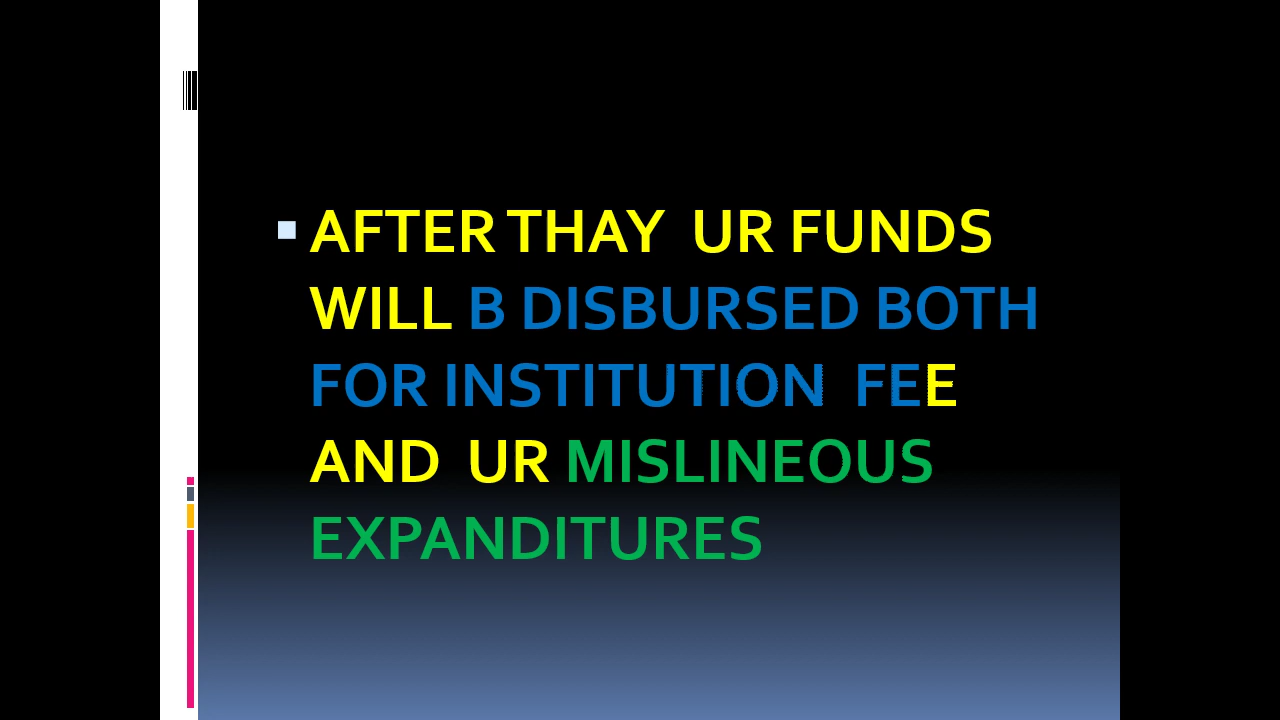 AFTER THAY UR FUNDS
WILL B DISBURSED BOTH
FOR INSTITUTION FEE
AND UR MISLINEOUS
EXPANDITURES